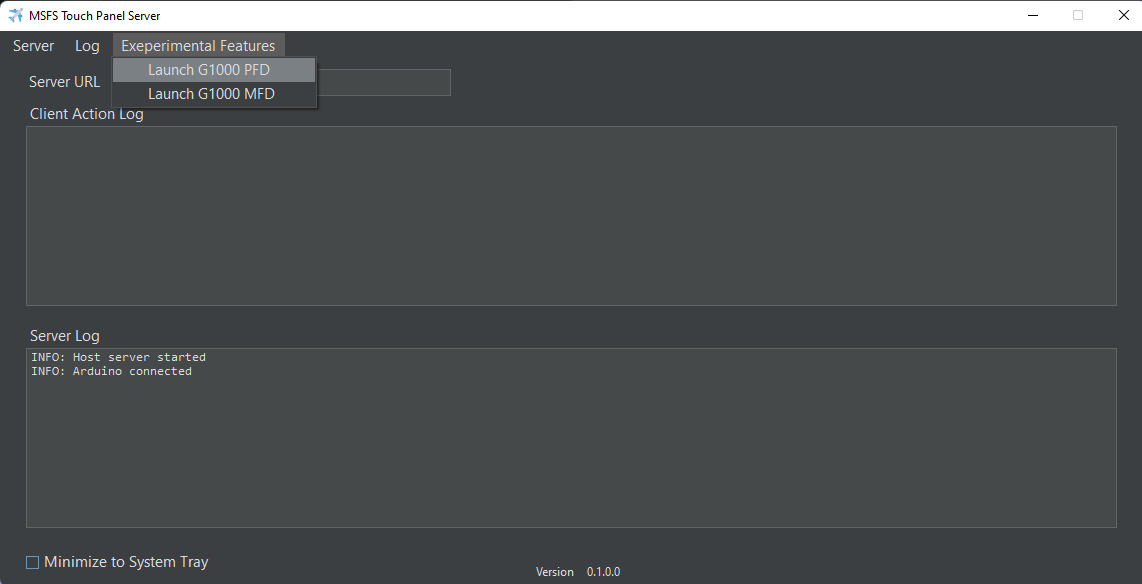 MSFS Touch Panel Server
Server Log Exeperimental Features
Launch G1000 PFD
Server URL
Launch G1000 MFD
Client Action Log
Server Log
INFO: Host server started
INFO: Arduino connected
Minimize to System Tray
Version 0.1.0.0